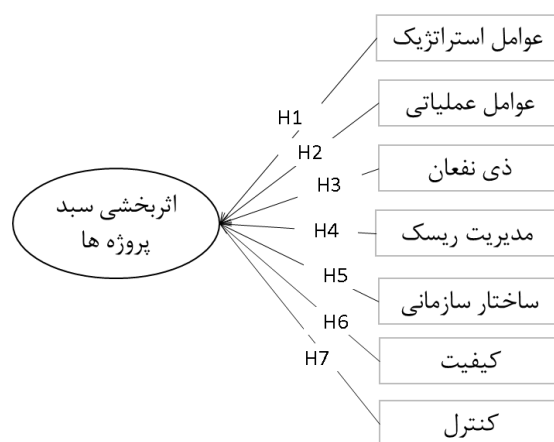 عوامل استراتژیک
H1
عوامل عملیاتی
H2
ذی نفعان
H3
اثربخشی سبد
پروژه ها
مدیریت ریسک
H4
ساختار سازمانی
H5
کیفیت
H6
کنترل
H7